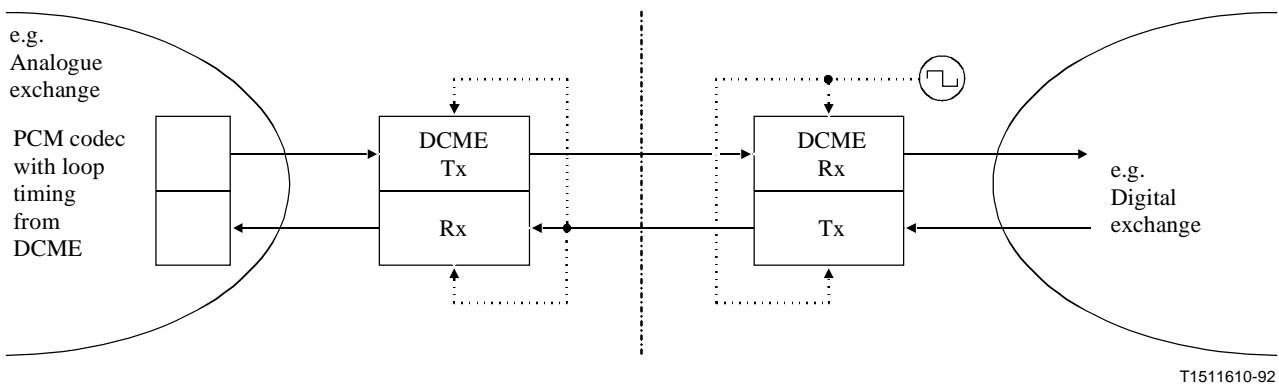 e.g.
Analogue
exchange
PCM codec
with loop
timing
from
DCME
DCME
Tx
Rx
DCME
Rx
Tx
e.g.
Digital
exchange
T1511610-92